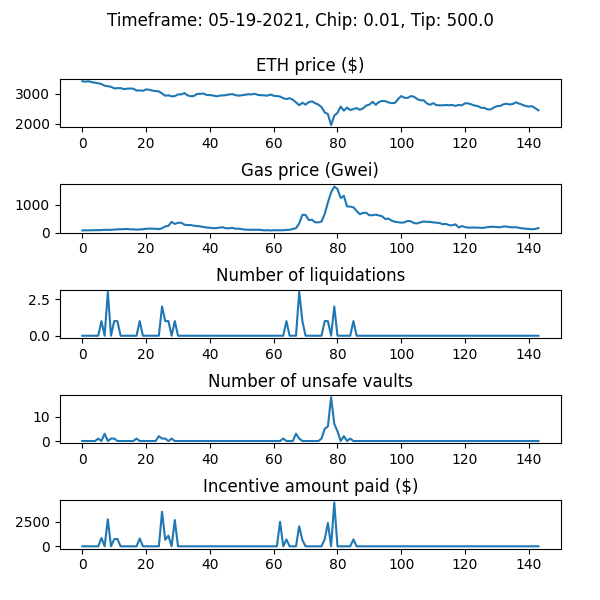 Timeframe: 05-19-2021, Chip: 0.01, Tip: 500.0
ETH price ($)
3000
2000
0 20 40 60 80 100 120 140
Gas price (Gwei)
1000
0
0 20 40 60 80 100 120 140
Number of liquidations
2.5
0.0
0 20 40 60 80 100 120 140
Number of unsafe vaults
10
0
0 20 40 60 80 100 120 140
Incentive amount paid ($)
2500
0
0 20 40 60 80 100 120 140